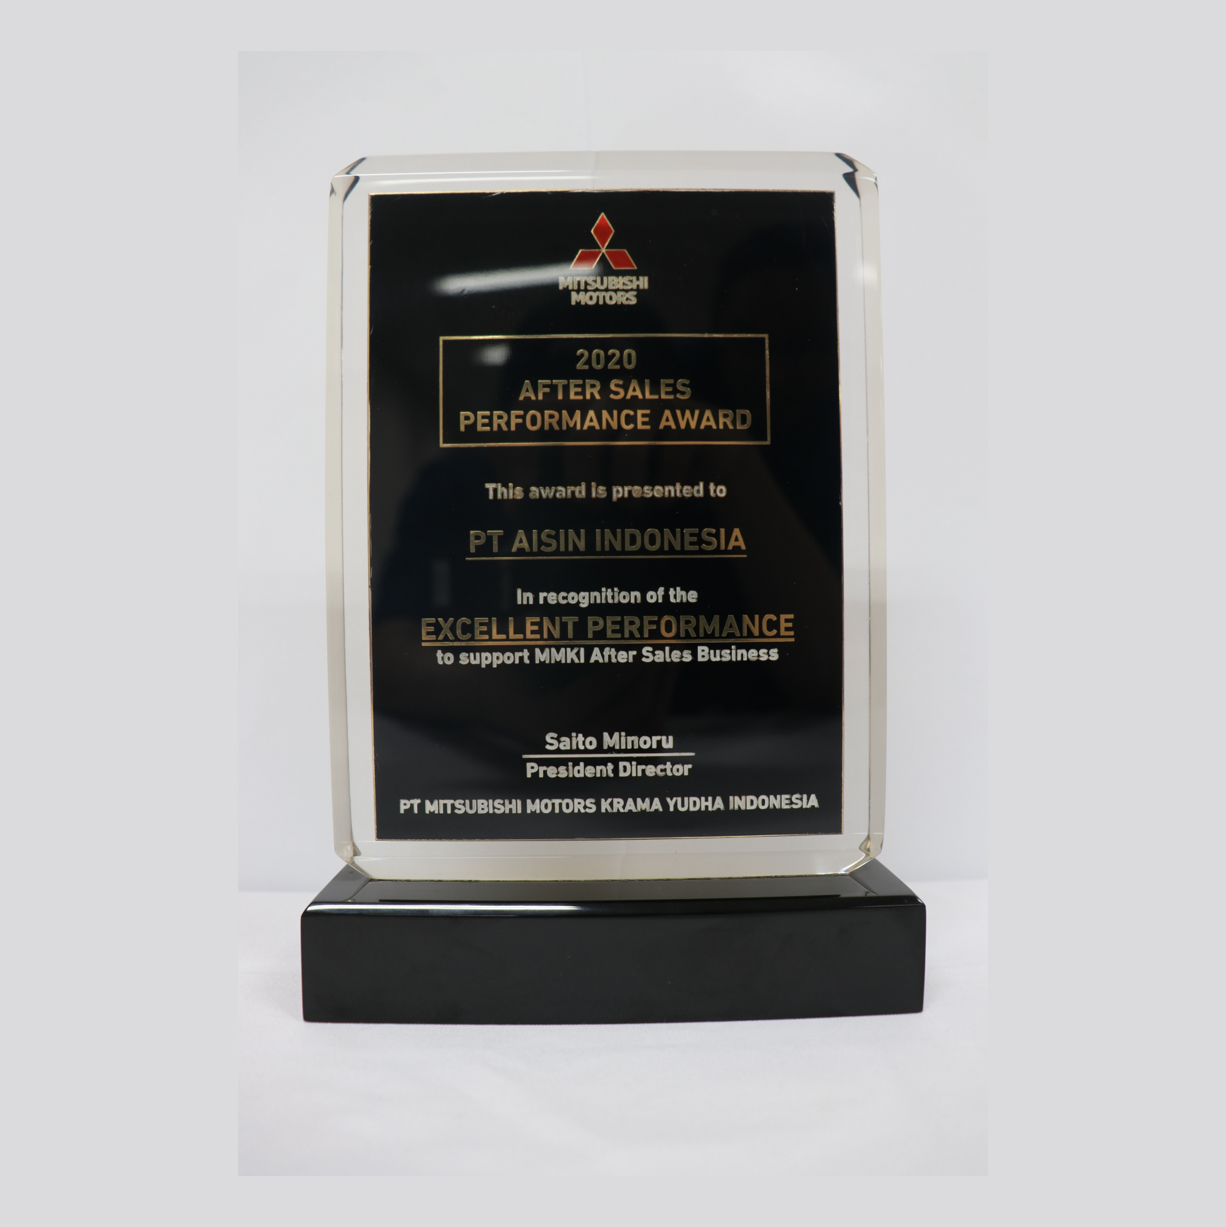 MITSUBISHI
MOTORS
2020
AFTER SALES
PERFORMANCE AWARD
This award is presented to
PT AISIN INDONESIA
In recognition of the
EXCELLENT PERFORMANCE
to support MMKI After Sales Business
Saito Minoru
President Director
PT MITSUBISHI MOTORS KRAMA YUDHA INDONESIA